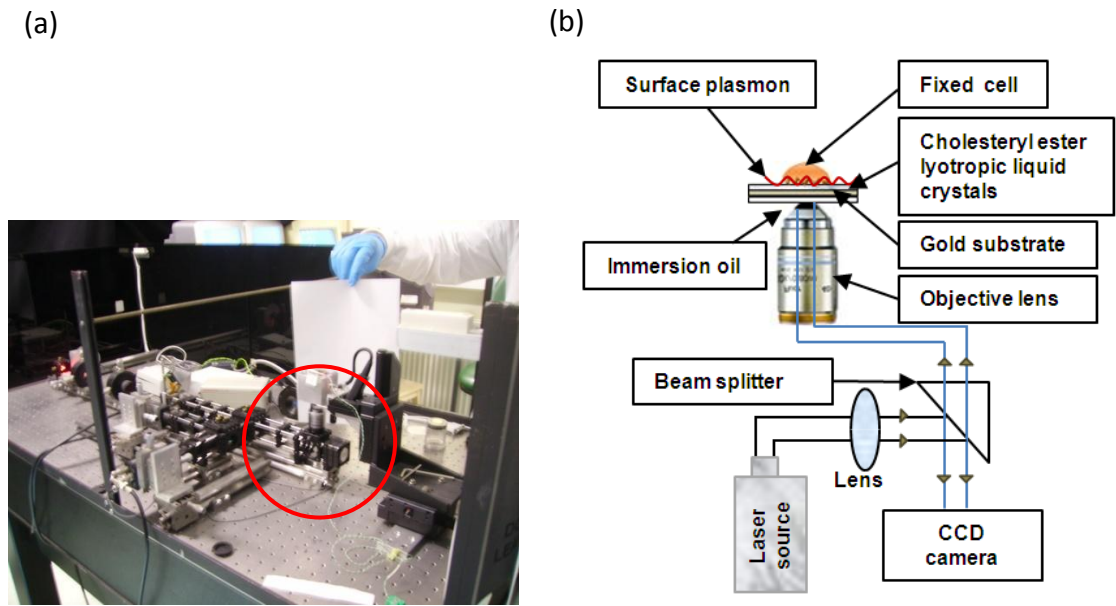 (a)
(b)
Surface plasmon
Fixed cell
Cholesteryl ester
lyotropic liquid
crystals
Gold substrate
Immersion oil
Objective lens
Beam splitter
Lens
Laser
source
CCD
camera